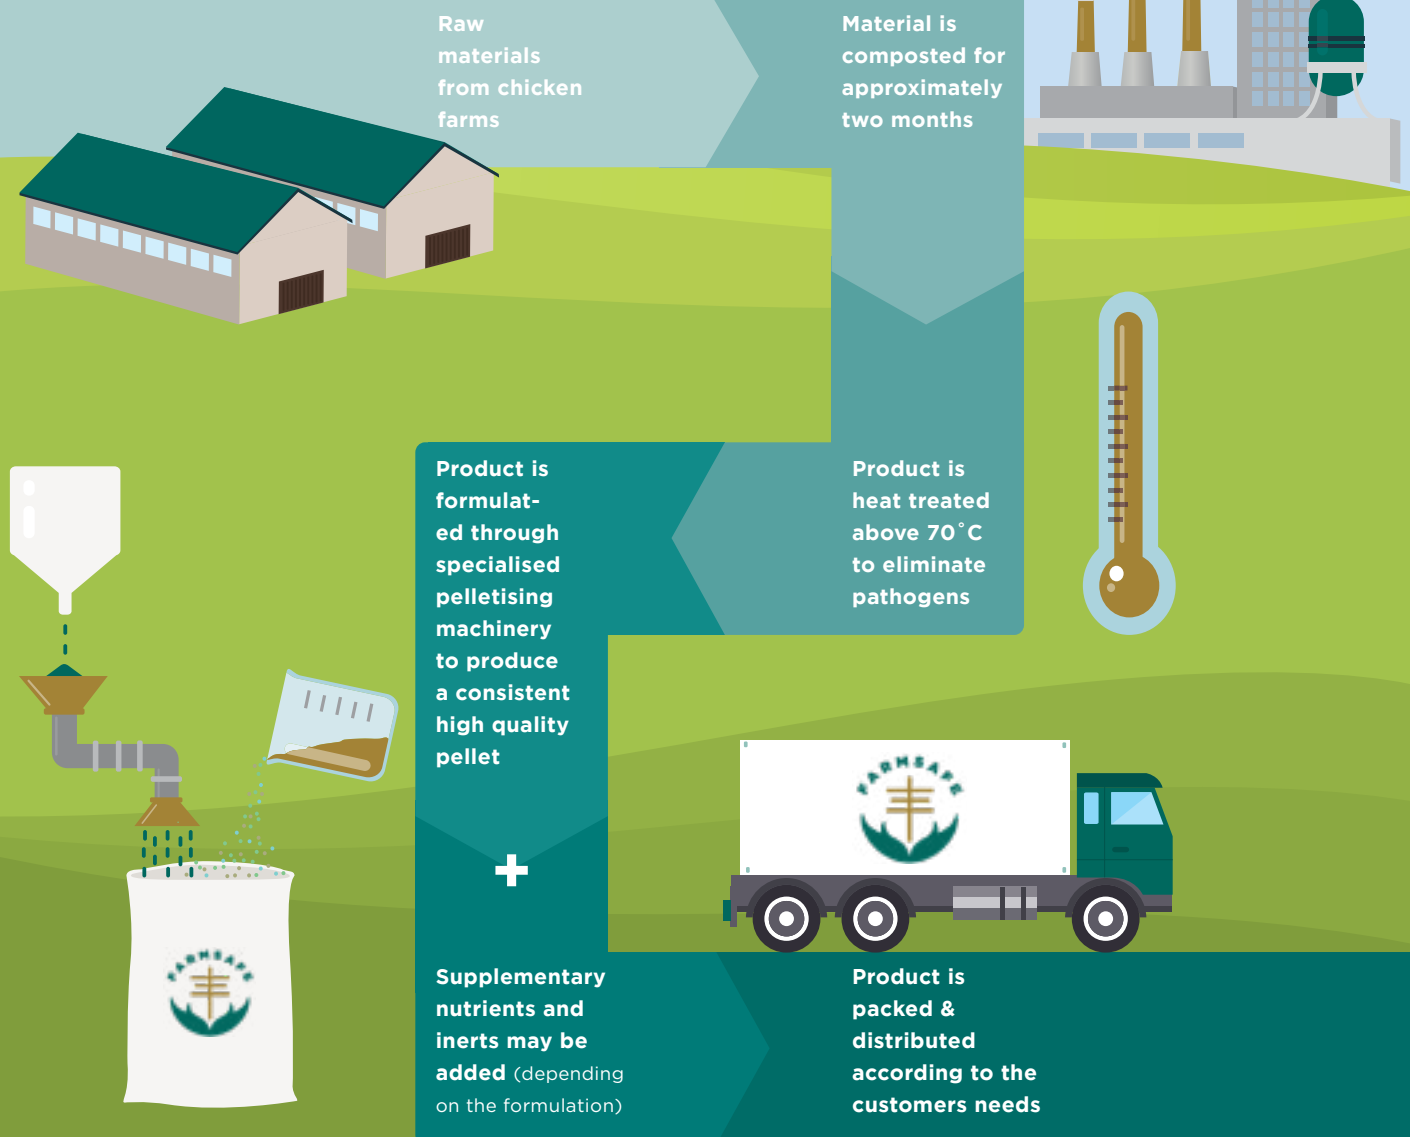 Raw
materials
from chicken
farms
Material is
composted for
approximately
two months
Product is
heat treated
above 70˚C
to eliminate
pathogens
Product is
formulat-
ed through
specialised
pelletising
machinery
to produce
a consistent
high quality
pellet
+
FARMSAFE
FARMSAFE
Supplementary
nutrients and
inerts may be
added (depending
on the formulation)
Product is
packed &
distributed
according to the
customers needs